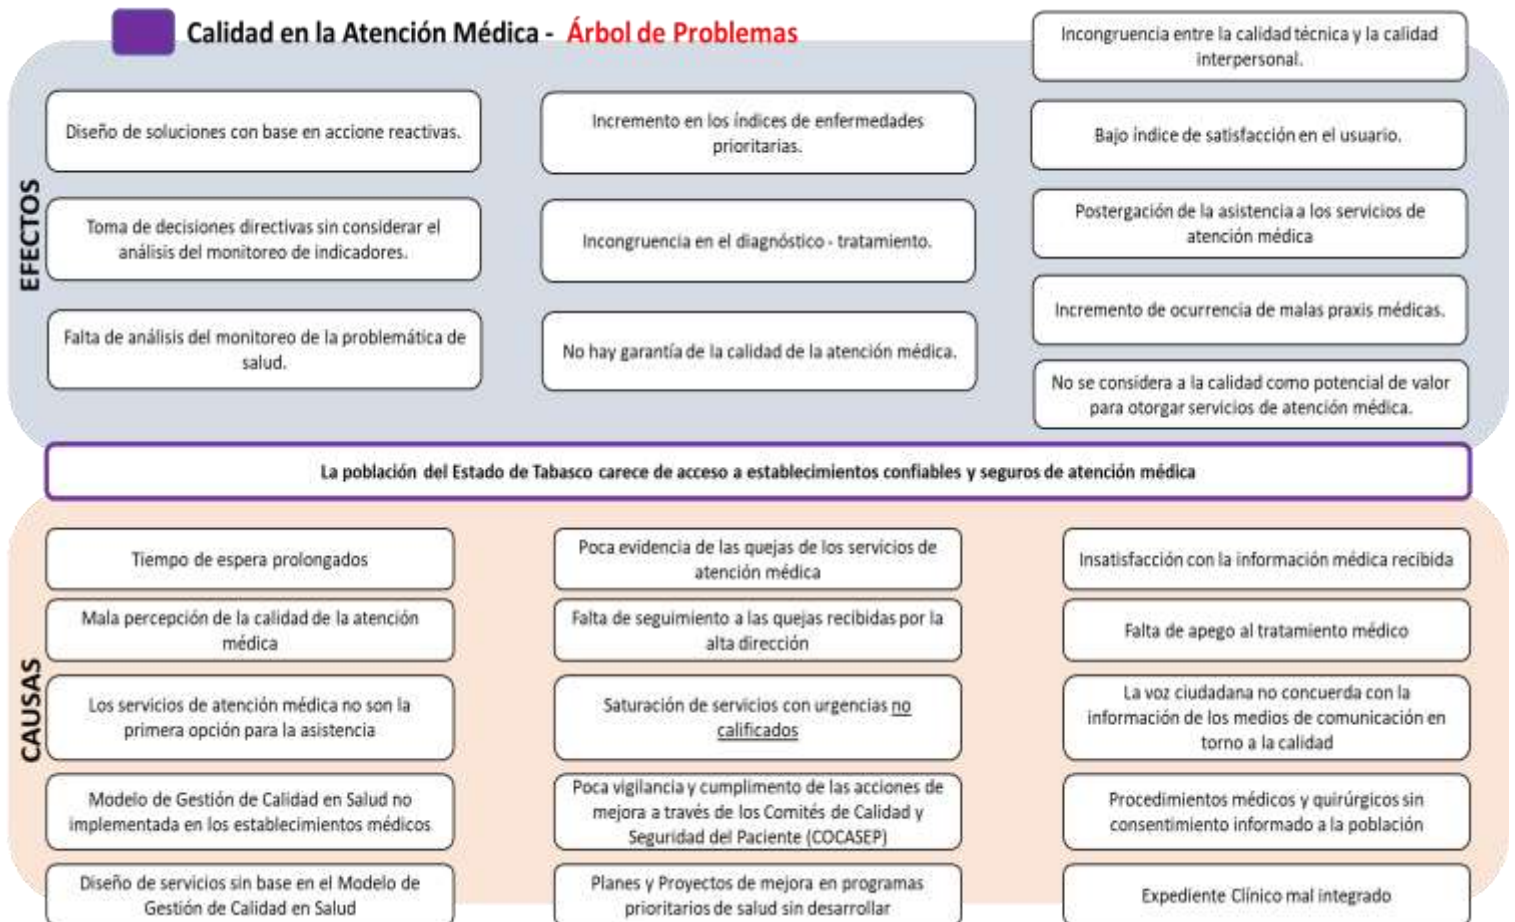 Calidad en la Atención Médica - Árbol de Problemas
EFECTOS
Diseño de soluciones con base en accione reactivas.
Toma de decisiones directivas sin considerar el
análisis del monitoreo de indicadores.
Falta de análisis del monitoreo de la problemática de
salud.
Incremento en los índices de enfermedades
prioritarias.
Incongruencia en el diagnóstico - tratamiento.
No hay garantía de la calidad de la atención médica.
Incongruencia entre la calidad técnica y la calidad
interpersonal.
Bajo índice de satisfacción en el usuario.
Postergación de la asistencia a los servicios de
atención médica
Incremento de ocurrencia de malas praxis médicas.
No se considera a la calidad como potencial de valor
para otorgar servicios de atención médica.
La población del Estado de Tabasco carece de acceso a establecimientos confiables y seguros de atención médica
CAUSAS
Tiempo de espera prolongados
Mala percepción de la calidad de la atención
médica
Los servicios de atención médica no son la
primera opción para la asistencia
Modelo de Gestión de Calidad en Salud no
implementada en los establecimientos médicos
Diseño de servicios sin base en el Modelo de
Gestión de Calidad en Salud
Poca evidencia de las quejas de los servicios de
atención médica
Falta de seguimiento a las quejas recibidas por la
alta dirección
Saturación de servicios con urgencias no
calificados
Poca vigilancia y cumplimento de las acciones de
mejora a través de los Comités de Calidad y
Seguridad del Paciente (COCASEP)
Planes y Proyectos de mejora en programas
prioritarios de salud sin desarrollar
Insatisfacción con la información médica recibida
Falta de apego al tratamiento médico
La voz ciudadana no concuerda con la
información de los medios de comunicación en
torno a la calidad
Procedimientos médicos y quirúrgicos sin
consentimiento informado a la población
Expediente Clínico mal integrado